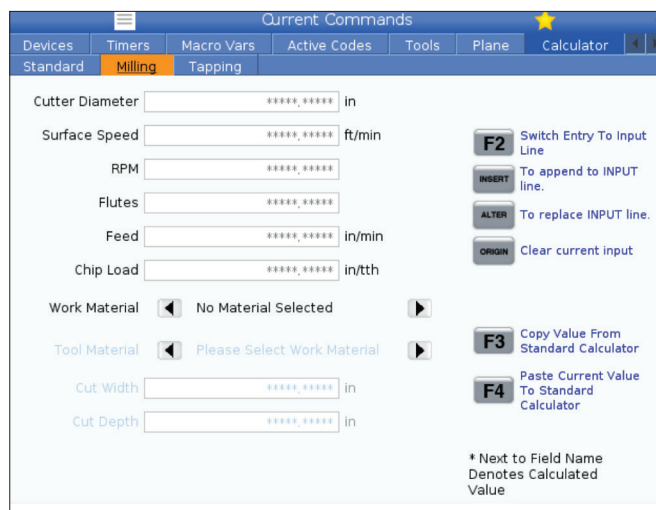 Current Commands
Devices Timers Macro Vars Active Codes Tools Plane Calculator
Standard Milling Tapping
Cutter Diameter *****.***** in
Surface Speed *****.***** ft/min
RPM *****.*****
Flutes *****.*****
Feed *****.***** in/min
Chip Load *****.***** in/tth
Work Material No Material Selected
Tool Material Please Select Work Material
Cut Width *****.***** in
Cut Depth *****.***** in
F2 Switch Entry To Input
Line
INSERT To append to INPUT
line.
ALTER To replace INPUT line.
ORIGIN Clear current input
F3 Copy Value From
Standard Calculator
F4 Paste Current Value
To Standard
Calculator
* Next to Field Name
Denotes Calculated
Value